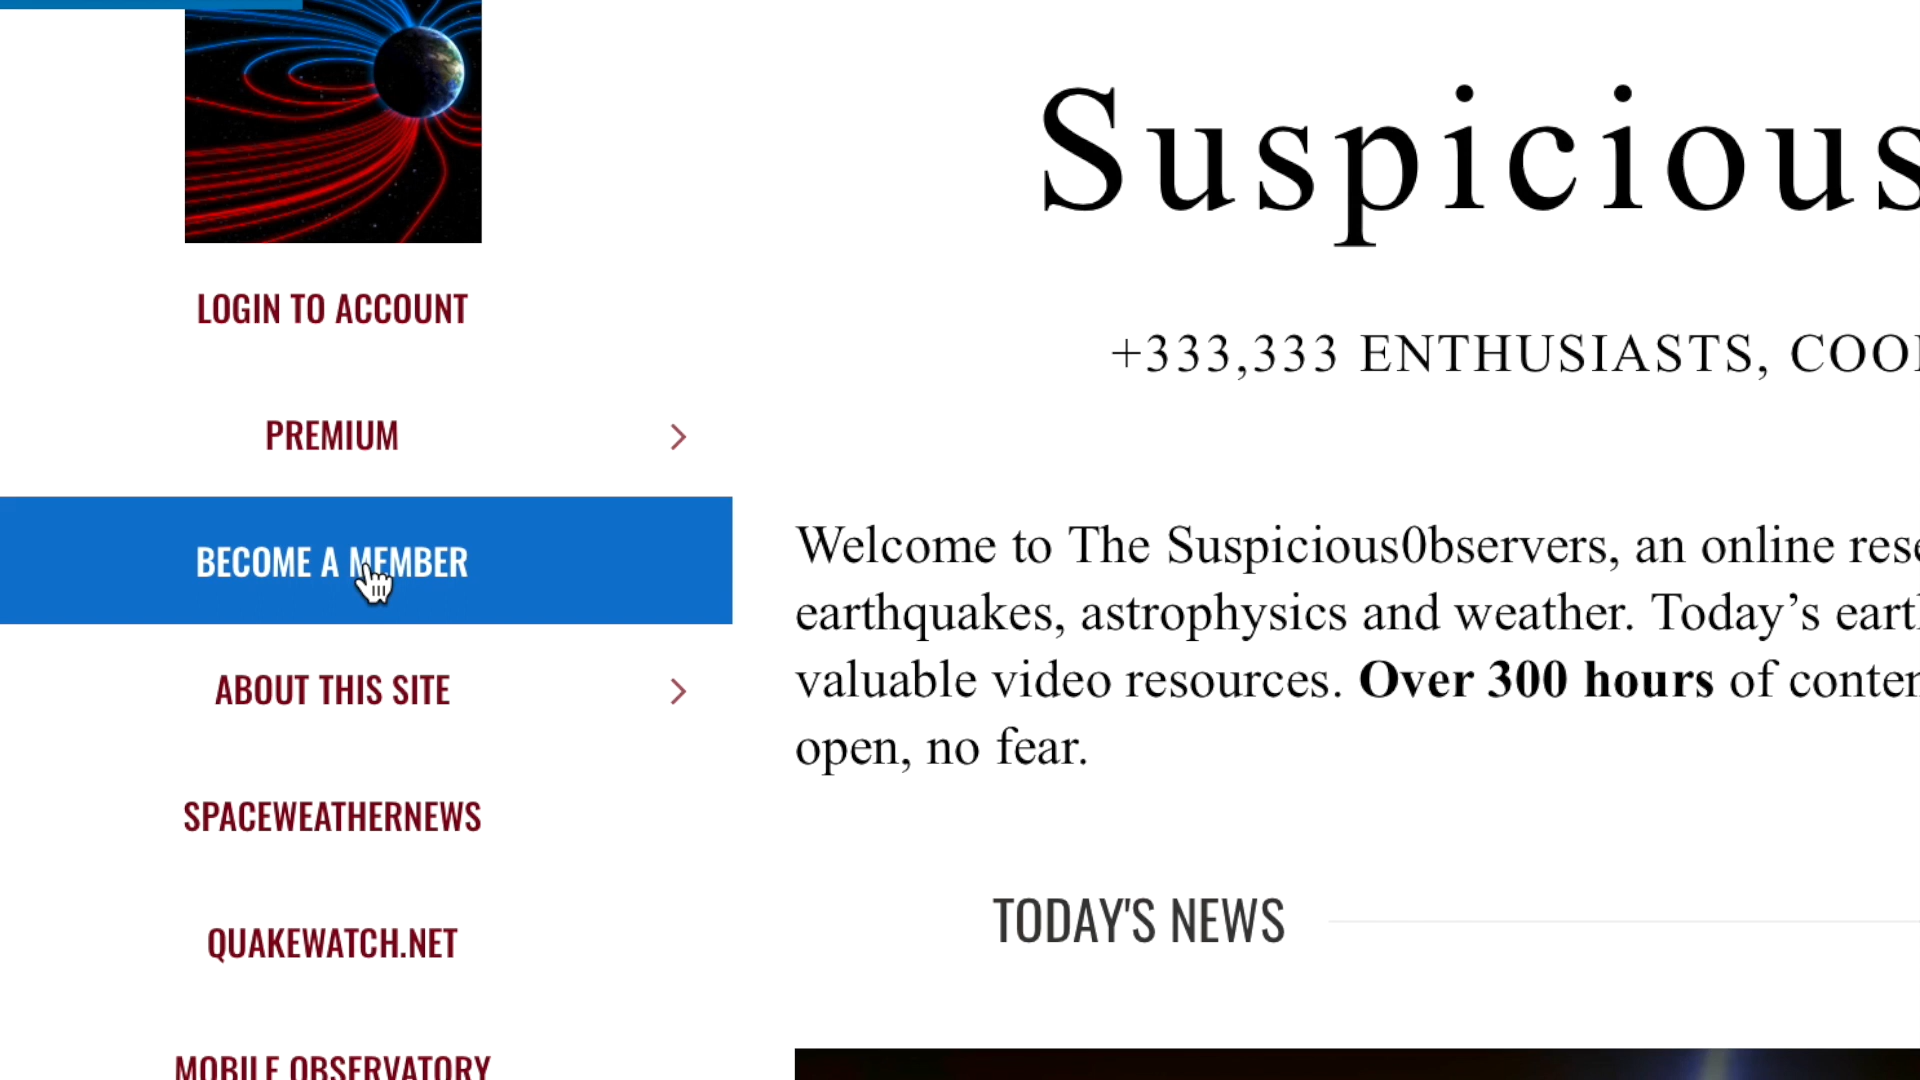 LOGIN TO ACCOUNT
PREMIUM
BECOME A MEMBER
ABOUT THIS SITE
SPACEWEATHERNEWS
QUAKEWATCH.NET
MOBILE OBSERVATORY
Suspicious
+333,333 ENTHUSIASTS,
Welcome to The Suspicious0bservers, an online
earthquakes, astrophysics and weather. Today’s
valuable video resources. Over 300 hours of
open, no fear.
TODAY'S NEWS